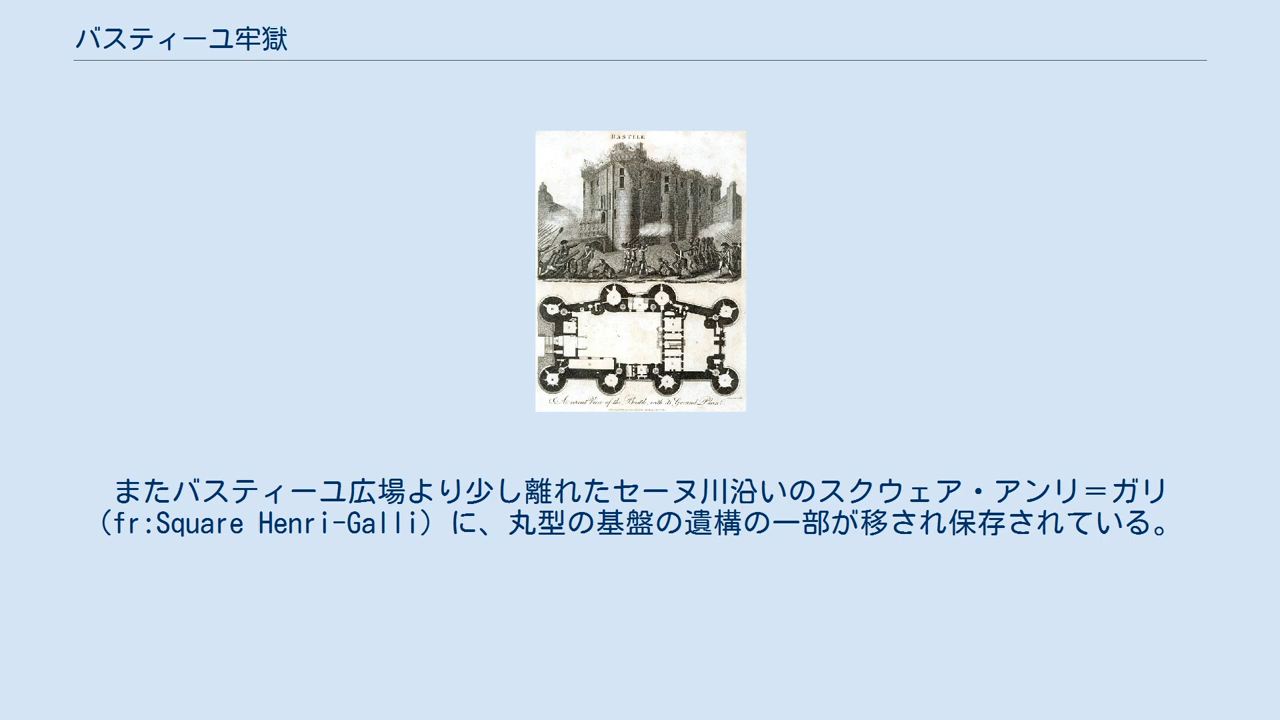 バスティーユ牢獄
BASTILE
またバスティーユ広場より少し離れたセーヌ川沿いのスクウェア・アンリ＝ガリ
（fr:Square Henri-Galli）に、丸型の基盤の遺構の一部が移され保存されている。